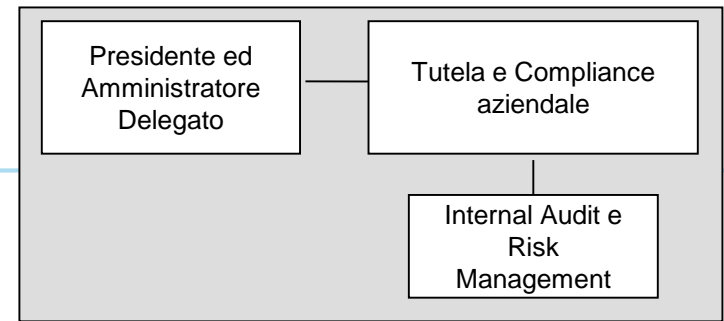 Presidente ed
Amministratore
Delegato
Tutela e Compliance
aziendale
Internal Audit e
Risk
Management